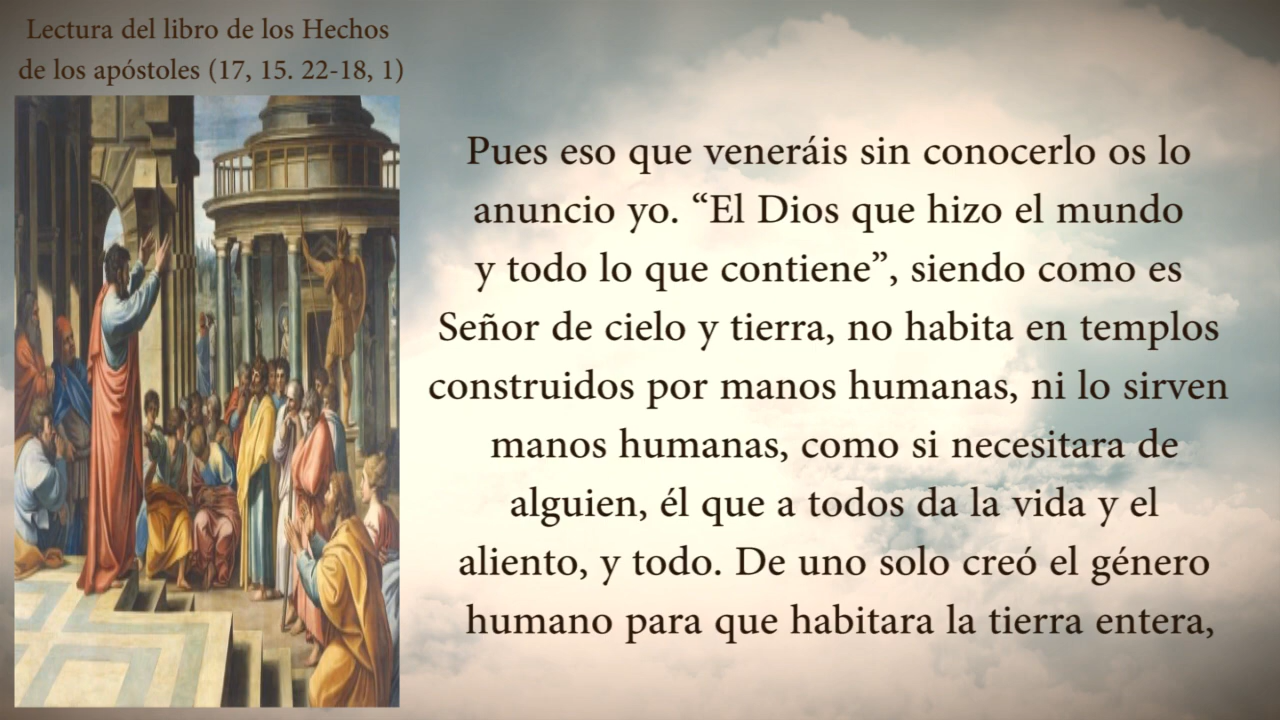 Lectura del libro de los Hechos
de los apóstoles (17, 15. 22-18, 1)
Pues eso que veneráis sin conocerlo os lo
anuncio yo. “El Dios que hizo el mundo
y todo lo que contiene”, siendo como es
Señor de cielo y tierra, no habita en templos
construidos por manos humanas, ni lo sirven
manos humanas, como si necesitara de
alguien, él que a todos da la vida y el
aliento, y todo. De uno solo creó el género
humano para que habitara la tierra entera,